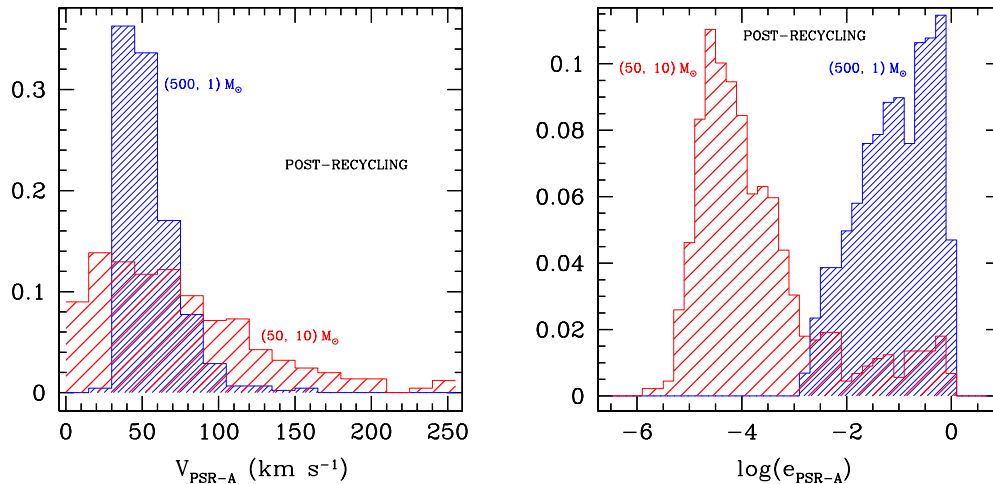 0.3
0.2
0.1
0
(500, 1) M⊙
POST-RECYCLING
(50, 10) M⊙
0 50 100 150 200 250
V_PSR-A (km s⁻¹)
0.1
0.08
0.06
0.04
0.02
0
POST-RECYCLING
(50, 10) M⊙ (500, 1) M⊙
−6 −4 −2 0
log(e_PSR-A)